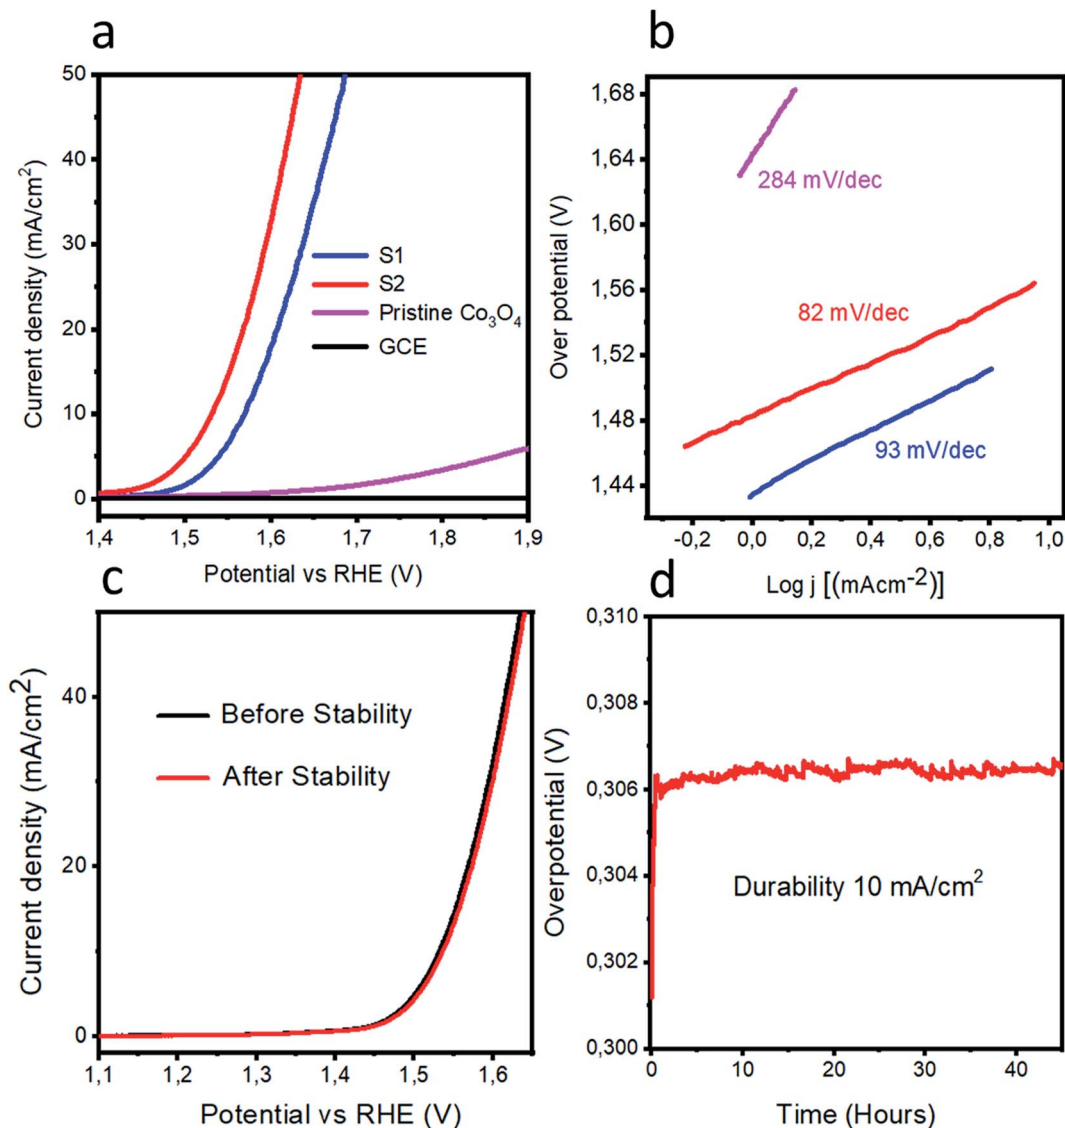 a
50
40
30
20
10
0
1,4
1,5
1,6
1,7
1,8
1,9
Current density (mA/cm²)
Potential vs RHE (V)
S1
S2
Pristine Co₃O₄
GCE
b
1,68
1,64
1,60
1,56
1,52
1,48
1,44
-0,2
0,0
0,2
0,4
0,6
0,8
1,0
Over potential (V)
Log j [(mAcm⁻²)]
284 mV/dec
82 mV/dec
93 mV/dec
c
40
20
0
1,1
1,2
1,3
1,4
1,5
1,6
Current density (mA/cm²)
Potential vs RHE (V)
Before Stability
After Stability
d
0,310
0,308
0,306
0,304
0,302
0,300
0
10
20
30
40
Overpotential (V)
Time (Hours)
Durability 10 mA/cm²